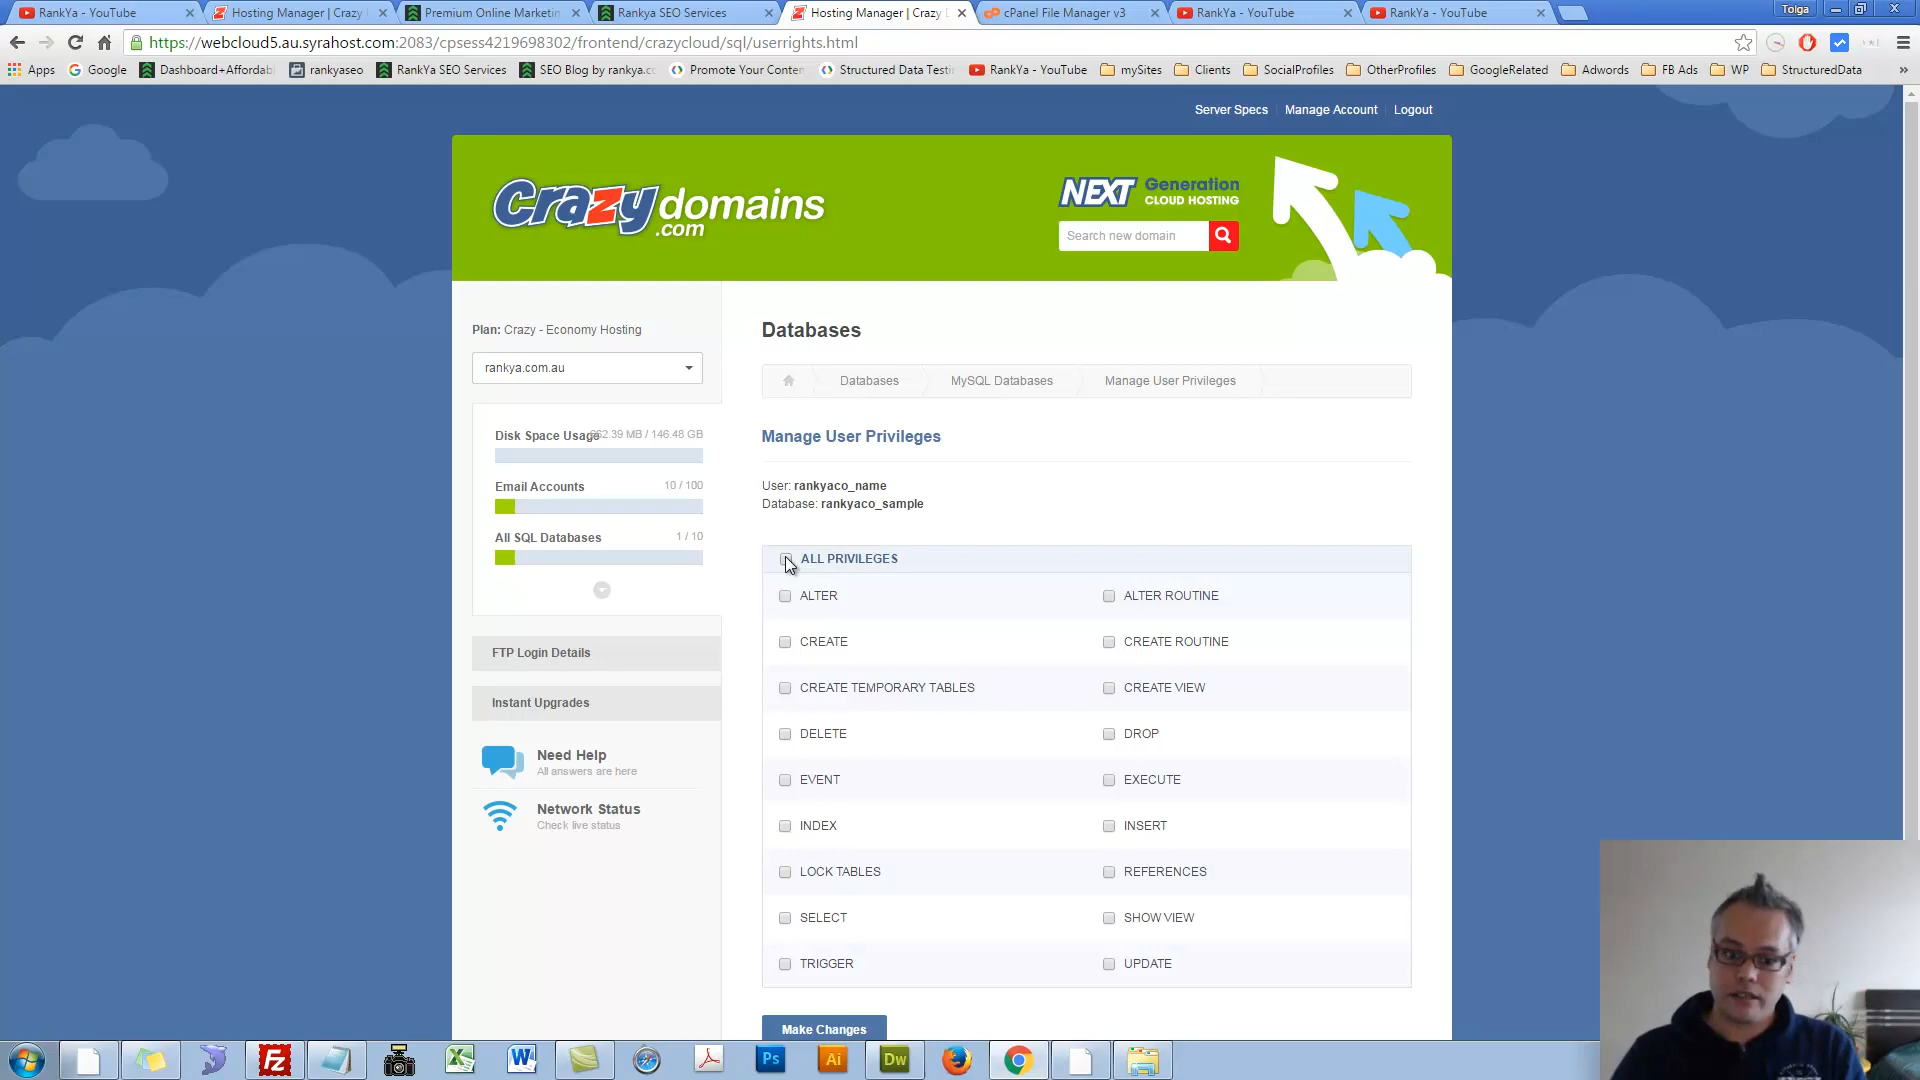 RankYa - YouTube
Hosting Manager | Crazy
Premium Online Marketin
Rankya SEO Services
Hosting Manager | Crazy
cPanel File Manager v3
RankYa - YouTube
RankYa - YouTube
Tolga
https://webcloud5.au.syrahost.com:2083/cpsess4219698302/frontend/crazycloud/sql/userrights.html
Apps
Google
Dashboard+Affordab
rankyaseo
RankYa SEO Services
SEO Blog by rankya.co
Promote Your Conten
Structured Data Testi
RankYa - YouTube
mySites
Clients
SocialProfiles
OtherProfiles
GoogleRelated
Adwords
FB Ads
WP
StructuredData
»
Server Specs
Manage Account
Logout
Crazy domains .com
NEXT Generation CLOUD HOSTING
Search new domain
Plan: Crazy - Economy Hosting
rankya.com.au
Disk Space Usage 662.39 MB / 146.48 GB
Email Accounts 10 / 100
All SQL Databases 1 / 10
FTP Login Details
Instant Upgrades
Need Help
All answers are here
Network Status
Check live status
Databases
Databases
MySQL Databases
Manage User Privileges
Manage User Privileges
User: rankyaco_name
Database: rankyaco_sample
ALL PRIVILEGES
ALTER
ALTER ROUTINE
CREATE
CREATE ROUTINE
CREATE TEMPORARY TABLES
CREATE VIEW
DELETE
DROP
EVENT
EXECUTE
INDEX
INSERT
LOCK TABLES
REFERENCES
SELECT
SHOW VIEW
TRIGGER
UPDATE
Make Changes
Fz
Ps
Ai
Dw